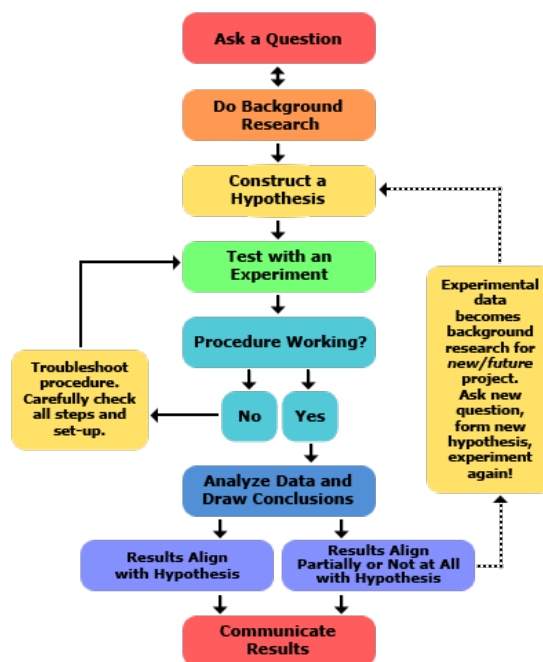 Ask a Question
Do Background
Research
Construct a
Hypothesis
Test with an
Experiment
Procedure Working?
No
Yes
Troubleshoot
procedure.
Carefully check
all steps and
set-up.
Analyze Data and
Draw Conclusions
Results Align
with Hypothesis
Results Align
Partially or Not at All
with Hypothesis
Experimental
data
becomes
background
research for
new/future
project.
Ask new
question,
form new
hypothesis,
experiment
again!
Communicate
Results